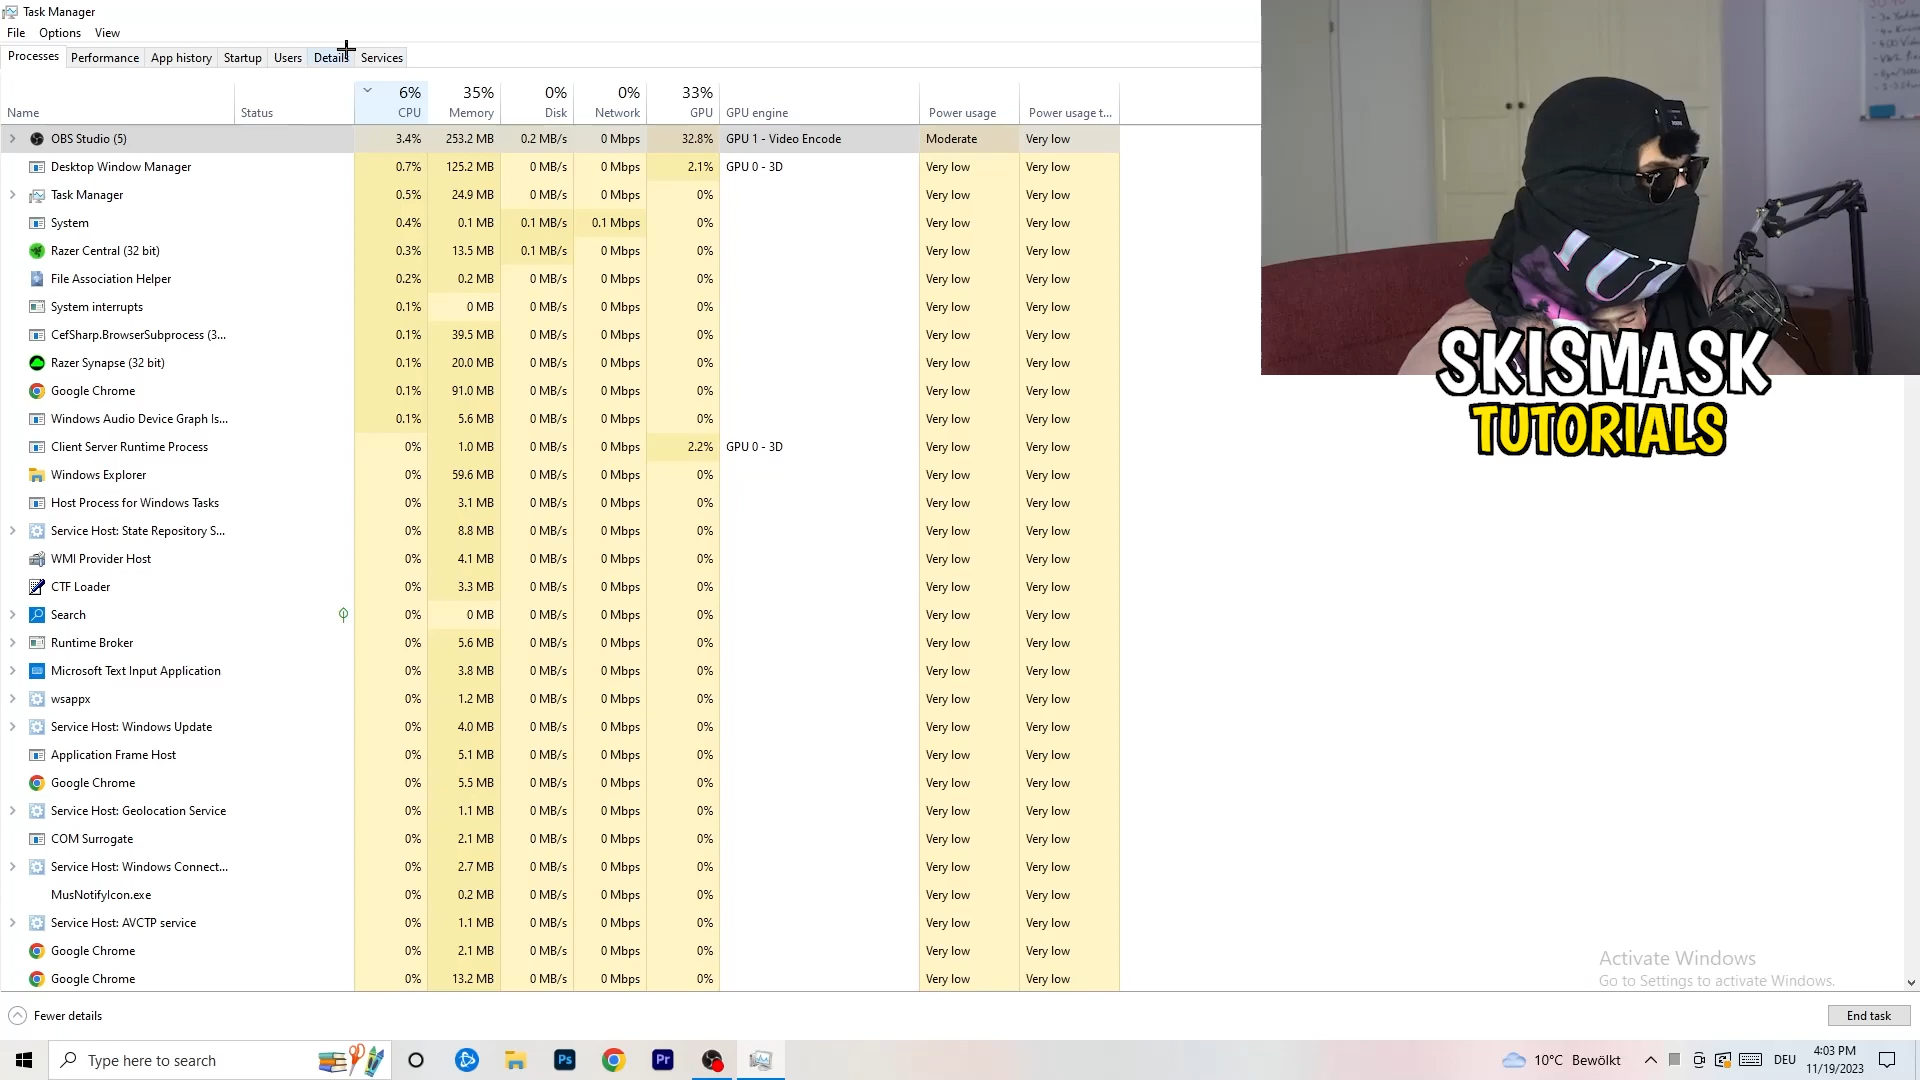 Task Manager
File Options View
Processes Performance App history Startup Users Details Services
6% 35% 0% 0% 33%
Name Status CPU Memory Disk Network GPU GPU engine Power usage Power usage t...
OBS Studio (5) 3.4% 253.2 MB 0.2 MB/s 0 Mbps 32.8% GPU 1 - Video Encode Moderate Very low
Desktop Window Manager 0.7% 125.2 MB 0 MB/s 0 Mbps 2.1% GPU 0 - 3D Very low Very low
Task Manager 0.5% 24.9 MB 0 MB/s 0 Mbps 0% Very low Very low
System 0.4% 0.1 MB 0.1 MB/s 0.1 Mbps 0% Very low Very low
Razer Central (32 bit) 0.3% 13.5 MB 0.1 MB/s 0 Mbps 0% Very low Very low
File Association Helper 0.2% 0.2 MB 0 MB/s 0 Mbps 0% Very low Very low
System interrupts 0.1% 0 MB 0 MB/s 0 Mbps 0% Very low Very low
CefSharp.BrowserSubprocess (3... 0.1% 39.5 MB 0 MB/s 0 Mbps 0% Very low Very low
Razer Synapse (32 bit) 0.1% 20.0 MB 0 MB/s 0 Mbps 0% Very low Very low
Google Chrome 0.1% 91.0 MB 0 MB/s 0 Mbps 0% Very low Very low
Windows Audio Device Graph Is... 0.1% 5.6 MB 0 MB/s 0 Mbps 0% Very low Very low
Client Server Runtime Process 0% 1.0 MB 0 MB/s 0 Mbps 2.2% GPU 0 - 3D Very low Very low
Windows Explorer 0% 59.6 MB 0 MB/s 0 Mbps 0% Very low Very low
Host Process for Windows Tasks 0% 3.1 MB 0 MB/s 0 Mbps 0% Very low Very low
Service Host: State Repository S... 0% 8.8 MB 0 MB/s 0 Mbps 0% Very low Very low
WMI Provider Host 0% 4.1 MB 0 MB/s 0 Mbps 0% Very low Very low
CTF Loader 0% 3.3 MB 0 MB/s 0 Mbps 0% Very low Very low
Search 0% 0 MB 0 MB/s 0 Mbps 0% Very low Very low
Runtime Broker 0% 5.6 MB 0 MB/s 0 Mbps 0% Very low Very low
Microsoft Text Input Application 0% 3.8 MB 0 MB/s 0 Mbps 0% Very low Very low
wsappx 0% 1.2 MB 0 MB/s 0 Mbps 0% Very low Very low
Service Host: Windows Update 0% 4.0 MB 0 MB/s 0 Mbps 0% Very low Very low
Application Frame Host 0% 5.1 MB 0 MB/s 0 Mbps 0% Very low Very low
Google Chrome 0% 5.5 MB 0 MB/s 0 Mbps 0% Very low Very low
Service Host: Geolocation Service 0% 1.1 MB 0 MB/s 0 Mbps 0% Very low Very low
COM Surrogate 0% 2.1 MB 0 MB/s 0 Mbps 0% Very low Very low
Service Host: Windows Connect... 0% 2.7 MB 0 MB/s 0 Mbps 0% Very low Very low
MusNotifyIcon.exe 0% 0.2 MB 0 MB/s 0 Mbps 0% Very low Very low
Service Host: AVCTP service 0% 1.1 MB 0 MB/s 0 Mbps 0% Very low Very low
Google Chrome 0% 2.1 MB 0 MB/s 0 Mbps 0% Very low Very low
Google Chrome 0% 13.2 MB 0 MB/s 0 Mbps 0% Very low Very low
SKISMASK
TUTORIALS
Activate Windows
Go to Settings to activate Windows.
Fewer details End task
Type here to search Ps Pr 10°C Bewölkt DEU 4:03 PM
11/19/2023